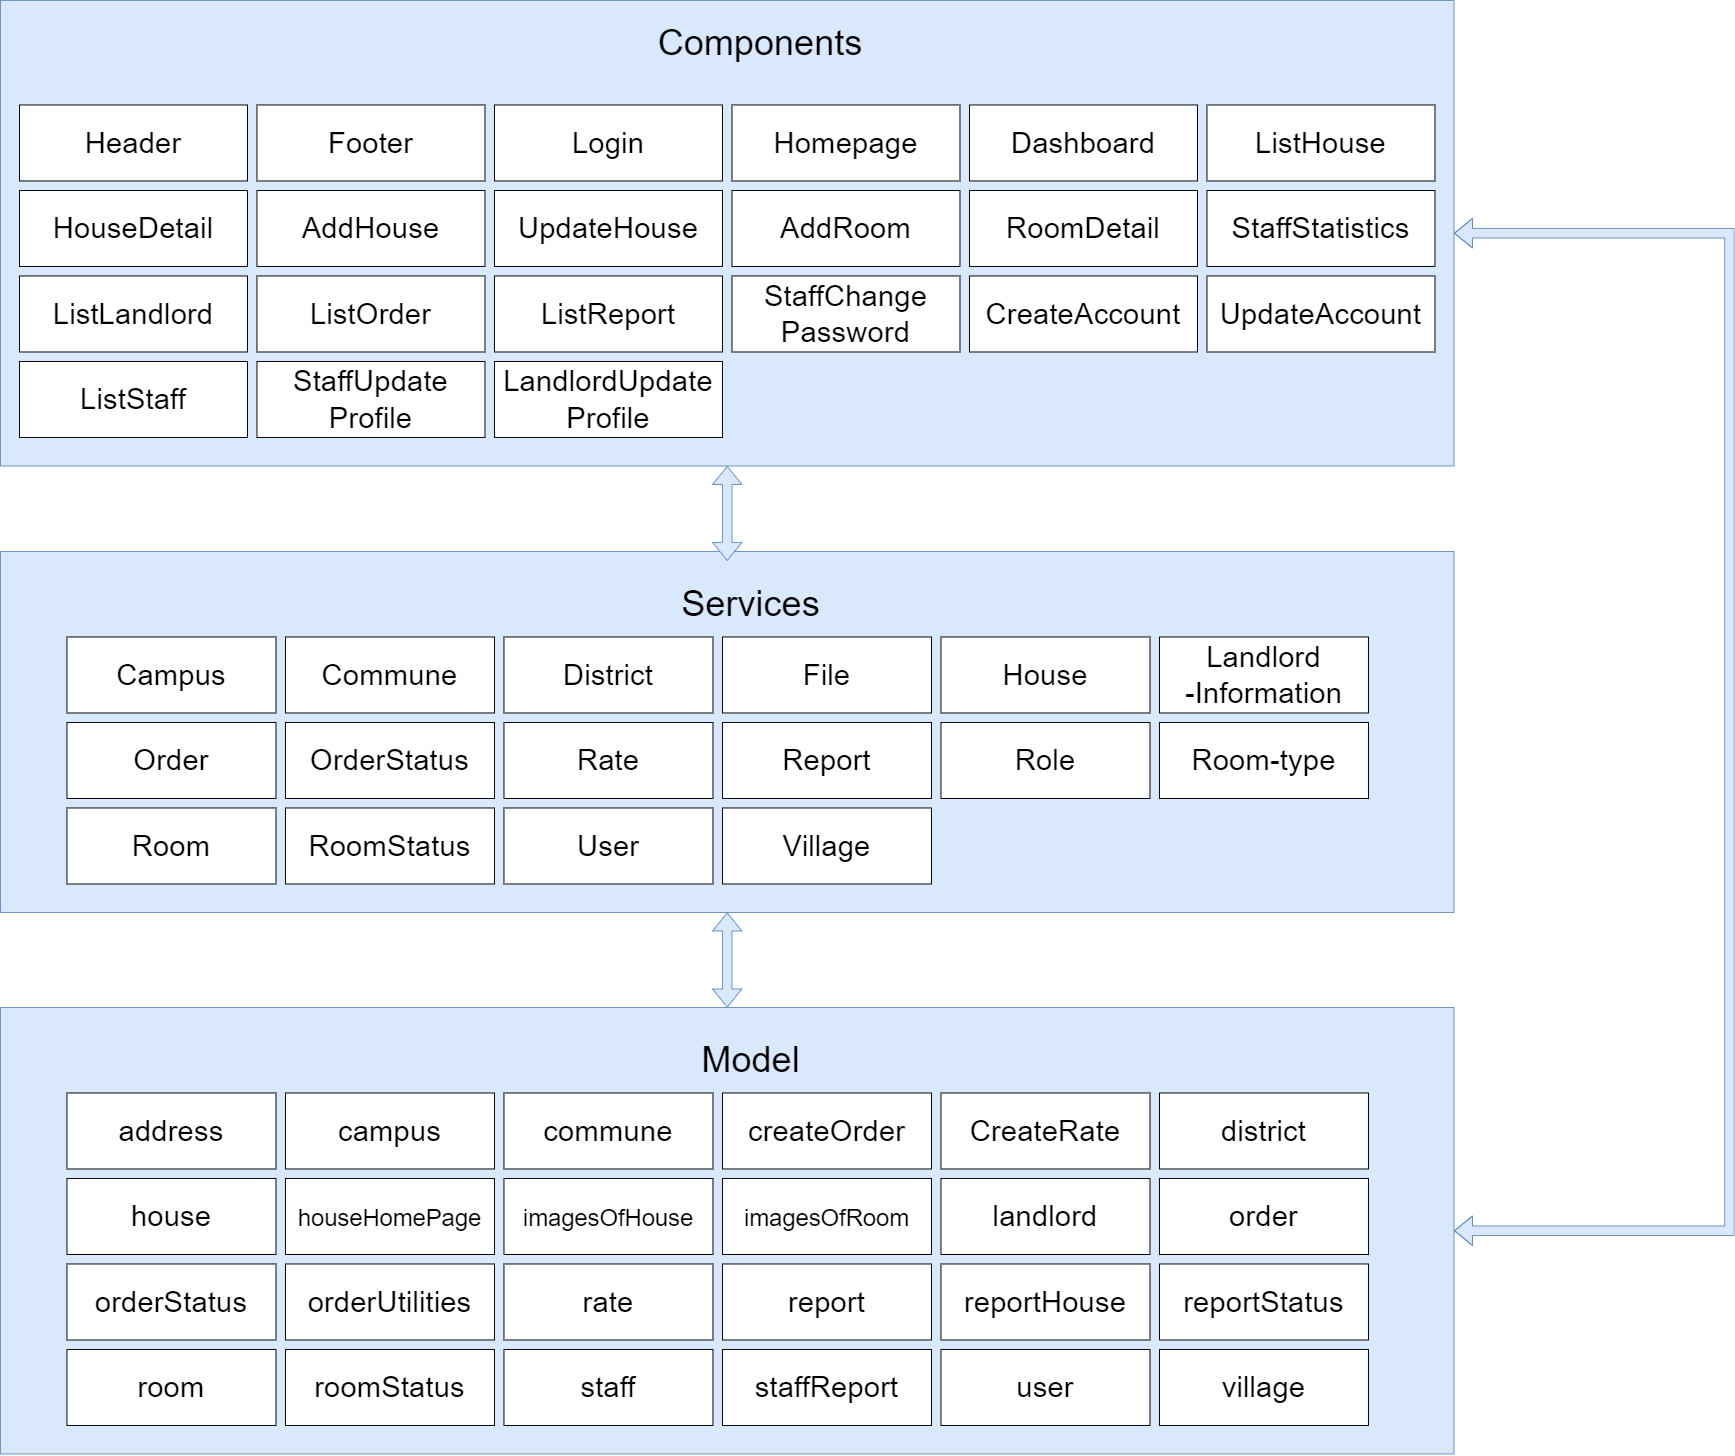 Components
Header
Footer
Login
Homepage
Dashboard
ListHouse
HouseDetail
AddHouse
UpdateHouse
AddRoom
RoomDetail
StaffStatistics
ListLandlord
ListOrder
ListReport
StaffChange
Password
CreateAccount
UpdateAccount
ListStaff
StaffUpdate
Profile
LandlordUpdate
Profile
Services
Campus
Commune
District
File
House
Landlord
-Information
Order
OrderStatus
Rate
Report
Role
Room-type
Room
RoomStatus
User
Village
Model
address
campus
commune
createOrder
CreateRate
district
house
houseHomePage
imagesOfHouse
imagesOfRoom
landlord
order
orderStatus
orderUtilities
rate
report
reportHouse
reportStatus
room
roomStatus
staff
staffReport
user
village